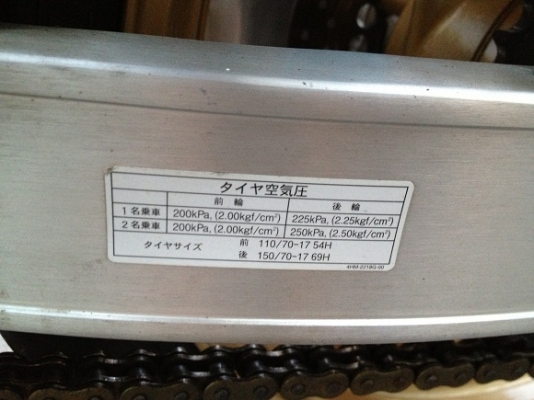 タイヤ空気圧
前輪 後輪
1名乗車 200kPa, (2.00kgf/cm²) 225kPa, (2.25kgf/cm²)
2名乗車 200kPa, (2.00kgf/cm²) 250kPa, (2.50kgf/cm²)
タイヤサイズ 前 110/70-17 54H
後 150/70-17 69H